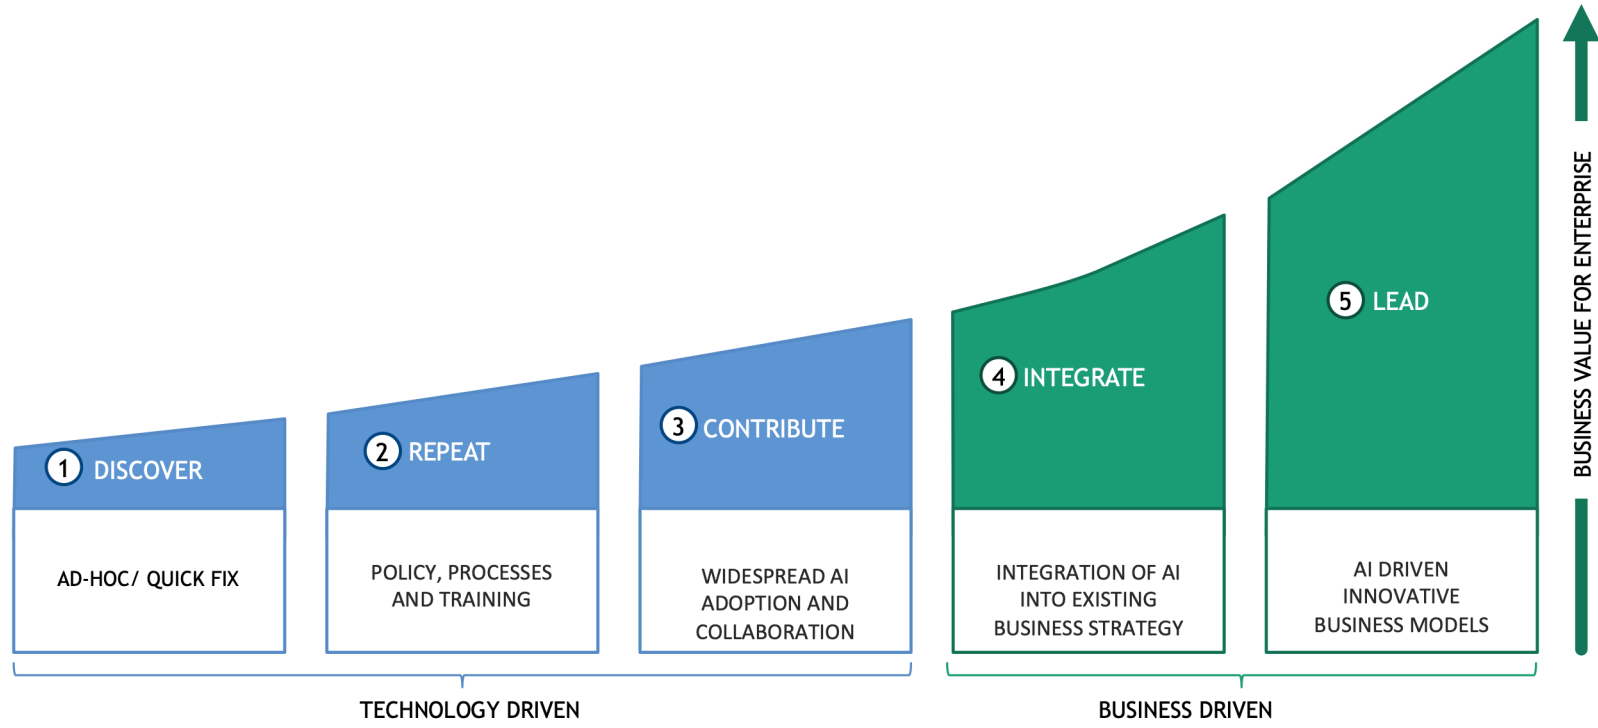 1 DISCOVER
AD-HOC/ QUICK FIX
2 REPEAT
POLICY, PROCESSES
AND TRAINING
3 CONTRIBUTE
WIDESPREAD AI
ADOPTION AND
COLLABORATION
TECHNOLOGY DRIVEN
4 INTEGRATE
INTEGRATION OF AI
INTO EXISTING
BUSINESS STRATEGY
5 LEAD
AI DRIVEN
INNOVATIVE
BUSINESS MODELS
BUSINESS DRIVEN
BUSINESS VALUE FOR ENTERPRISE